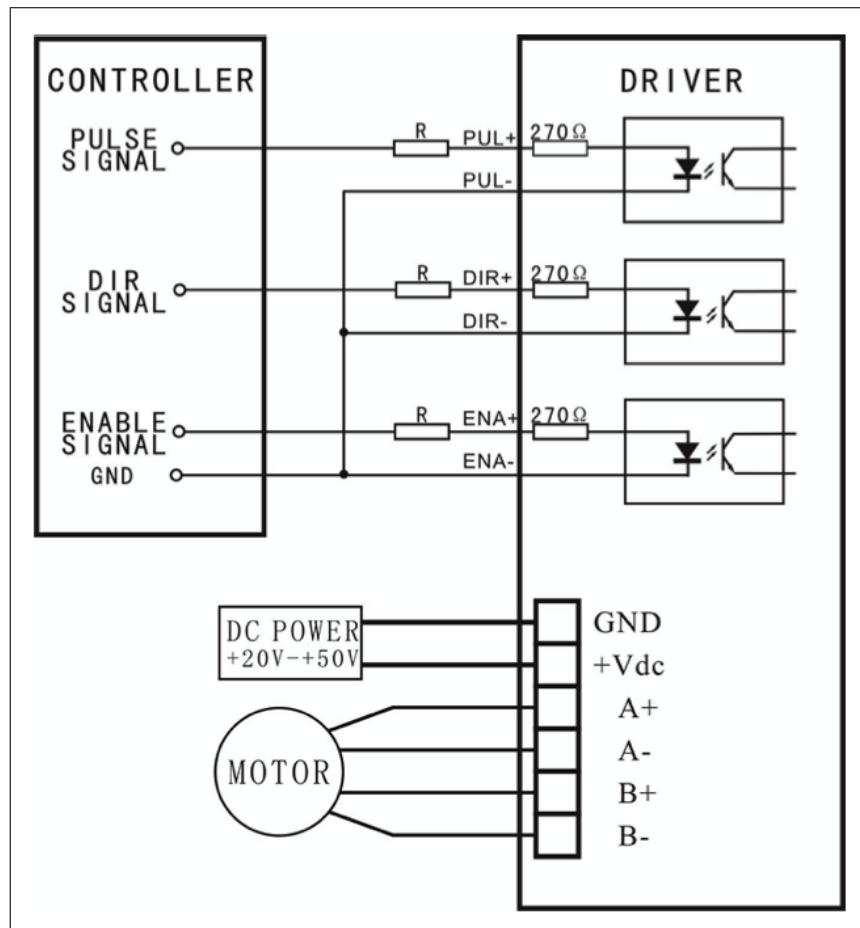 CONTROLLER
DRIVER
PULSE
SIGNAL
R
PUL+
270Ω
PUL-
DIR
SIGNAL
R
DIR+
270Ω
DIR-
ENABLE
SIGNAL
R
ENA+
270Ω
GND
ENA-
DC POWER
+20V-+50V
GND
+Vdc
A+
MOTOR
A-
B+
B-